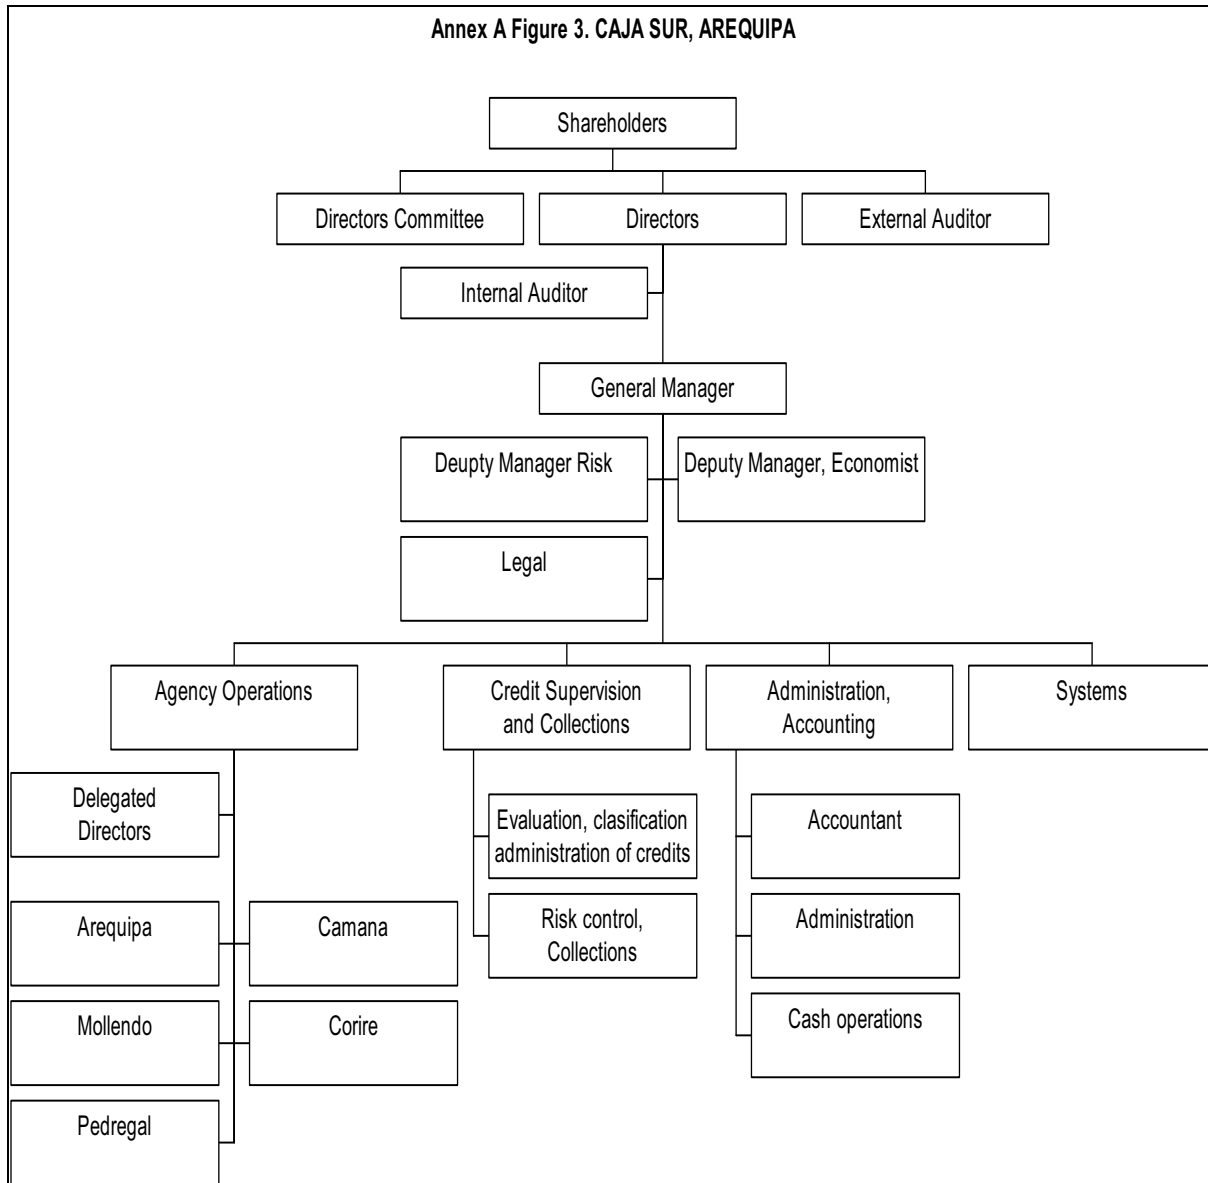 Annex A Figure 3. CAJA SUR, AREQUIPA
Shareholders
Directors Committee
Directors
External Auditor
Internal Auditor
General Manager
Deupty Manager Risk
Deputy Manager, Economist
Legal
Agency Operations
Credit Supervision
and Collections
Administration,
Accounting
Systems
Delegated
Directors
Arequipa
Camana
Mollendo
Corire
Pedregal
Evaluation, clasification
administration of credits
Risk control,
Collections
Accountant
Administration
Cash operations